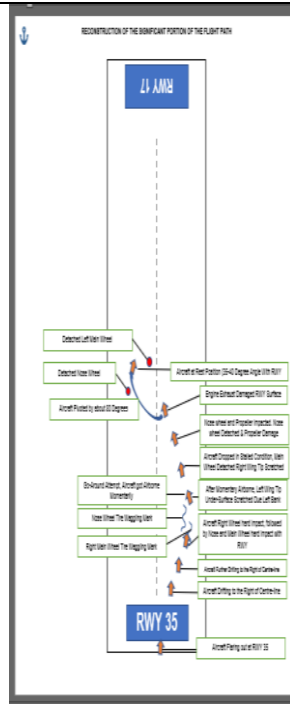 RECONSTRUCTION OF THE SIGNIFICANT PORTION OF THE FLIGHT PATH
RWY 17
Detached Left Main Wheel
Detached Nose Wheel
Aircraft at Rest Position (35-40 Degree Angle With RWY
Engine Exhaust Damaged RWY Surface
Aircraft Pivoted by about 80 Degrees
Nose wheel and Propeller Impacted. Nose
wheel Detached & Propeller Damage
Aircraft Dropped in Stalled Condition, Main
Wheel Detached Right Wing Tip Scratched
Go-Around Attempt, Aircraft got Airborne
Momentarily
After Momentary Airborne, Left Wing Tip
Under-Surface Scratched Due Left Bank
Nose Wheel Tire Wagging Mark
Aircraft Right Wheel hard impact, followed
by Nose and Main Wheel hard impact with
RWY
Right Main Wheel Tire Wagging Mark
Aircraft Further Drifting to the Right of Centre-line
Aircraft Drifting to the Right of Centre-line
RWY 35
Aircraft Flaring out at RWY 35